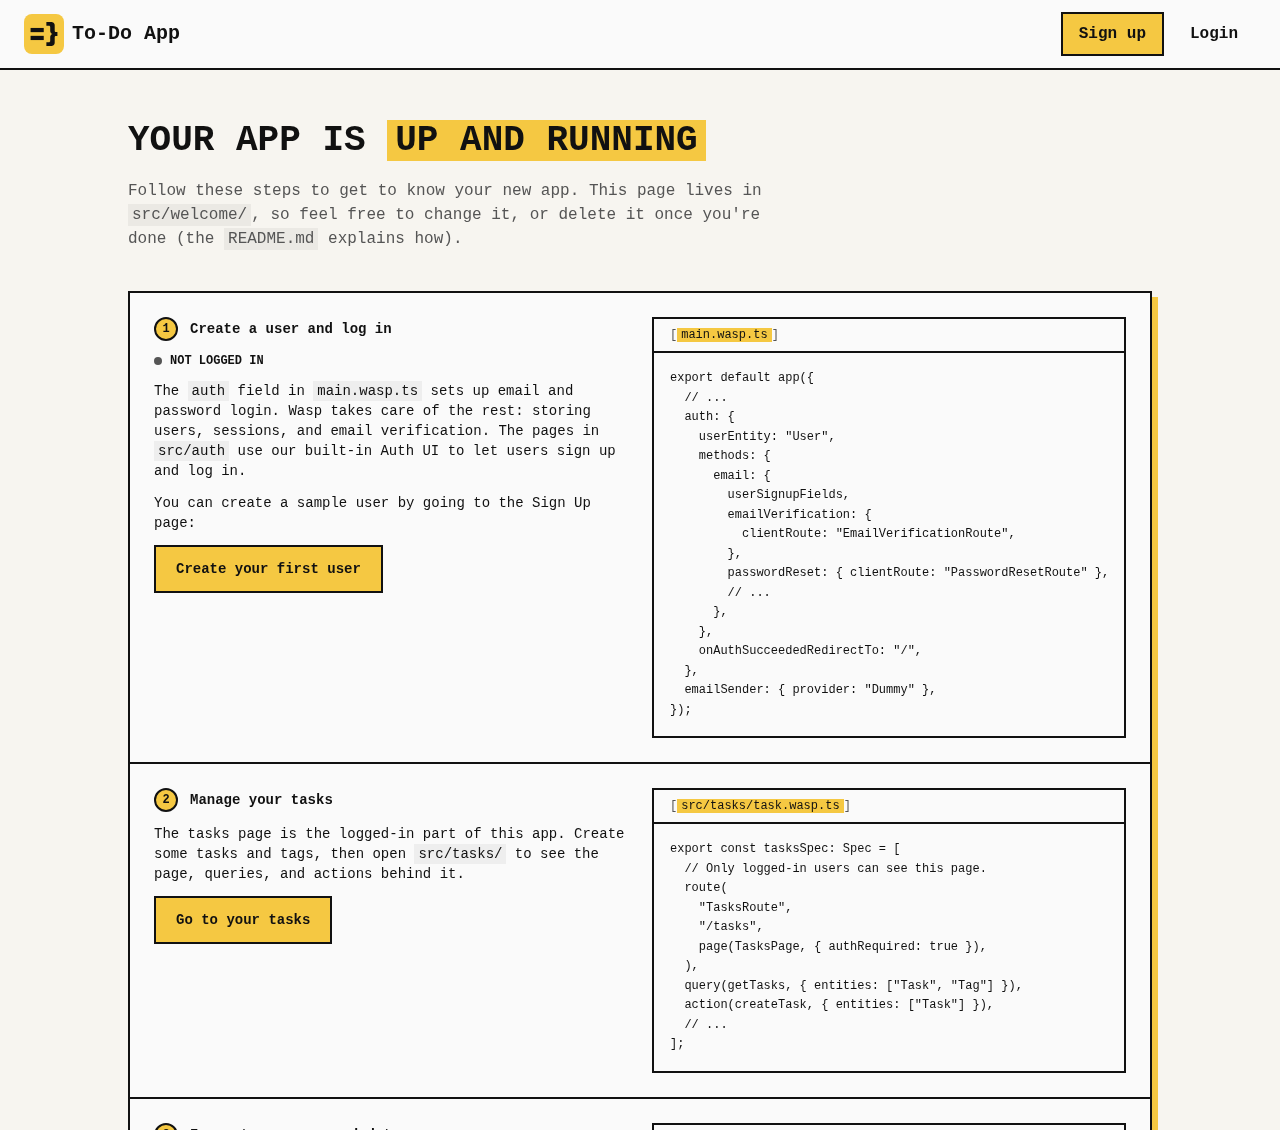 =} To-Do App
Sign up
Login
YOUR APP IS UP AND RUNNING
Follow these steps to get to know your new app. This page lives in
src/welcome/, so feel free to change it, or delete it once you're
done (the README.md explains how).
1 Create a user and log in
NOT LOGGED IN
The auth field in main.wasp.ts sets up email and
password login. Wasp takes care of the rest: storing
users, sessions, and email verification. The pages in
src/auth use our built-in Auth UI to let users sign up
and log in.
You can create a sample user by going to the Sign Up
page:
Create your first user
[main.wasp.ts]
export default app({
  // ...
  auth: {
    userEntity: "User",
    methods: {
      email: {
        userSignupFields,
        emailVerification: {
          clientRoute: "EmailVerificationRoute",
        },
        passwordReset: { clientRoute: "PasswordResetRoute" },
        // ...
      },
    },
    onAuthSucceededRedirectTo: "/",
  },
  emailSender: { provider: "Dummy" },
});
2 Manage your tasks
The tasks page is the logged-in part of this app. Create
some tasks and tags, then open src/tasks/ to see the
page, queries, and actions behind it.
Go to your tasks
[src/tasks/task.wasp.ts]
export const tasksSpec: Spec = [
  // Only logged-in users can see this page.
  route(
    "TasksRoute",
    "/tasks",
    page(TasksPage, { authRequired: true }),
  ),
  query(getTasks, { entities: ["Task", "Tag"] }),
  action(createTask, { entities: ["Task"] }),
  // ...
];